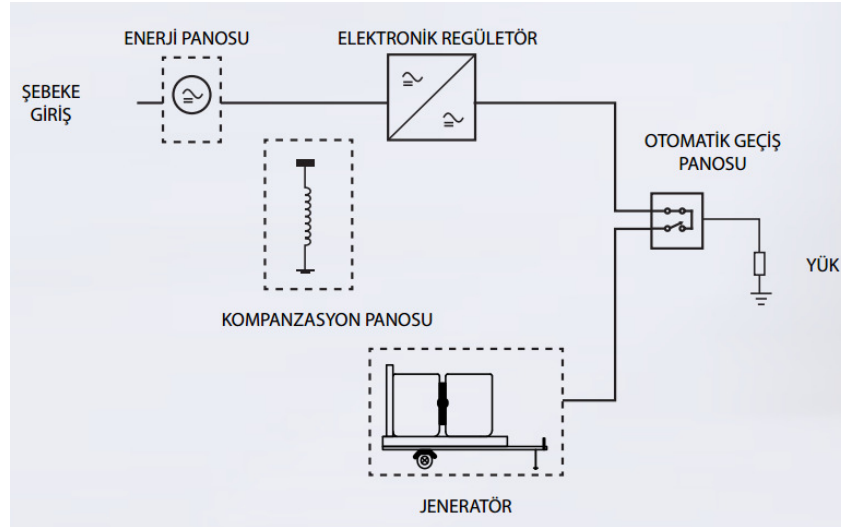 ENERJİ PANOSU
ELEKTRONİK REGÜLETÖR
ŞEBEKE
GİRİŞ
OTOMATİK GEÇİŞ
PANOSU
YÜK
KOMPANZASYON PANOSU
JENERATÖR